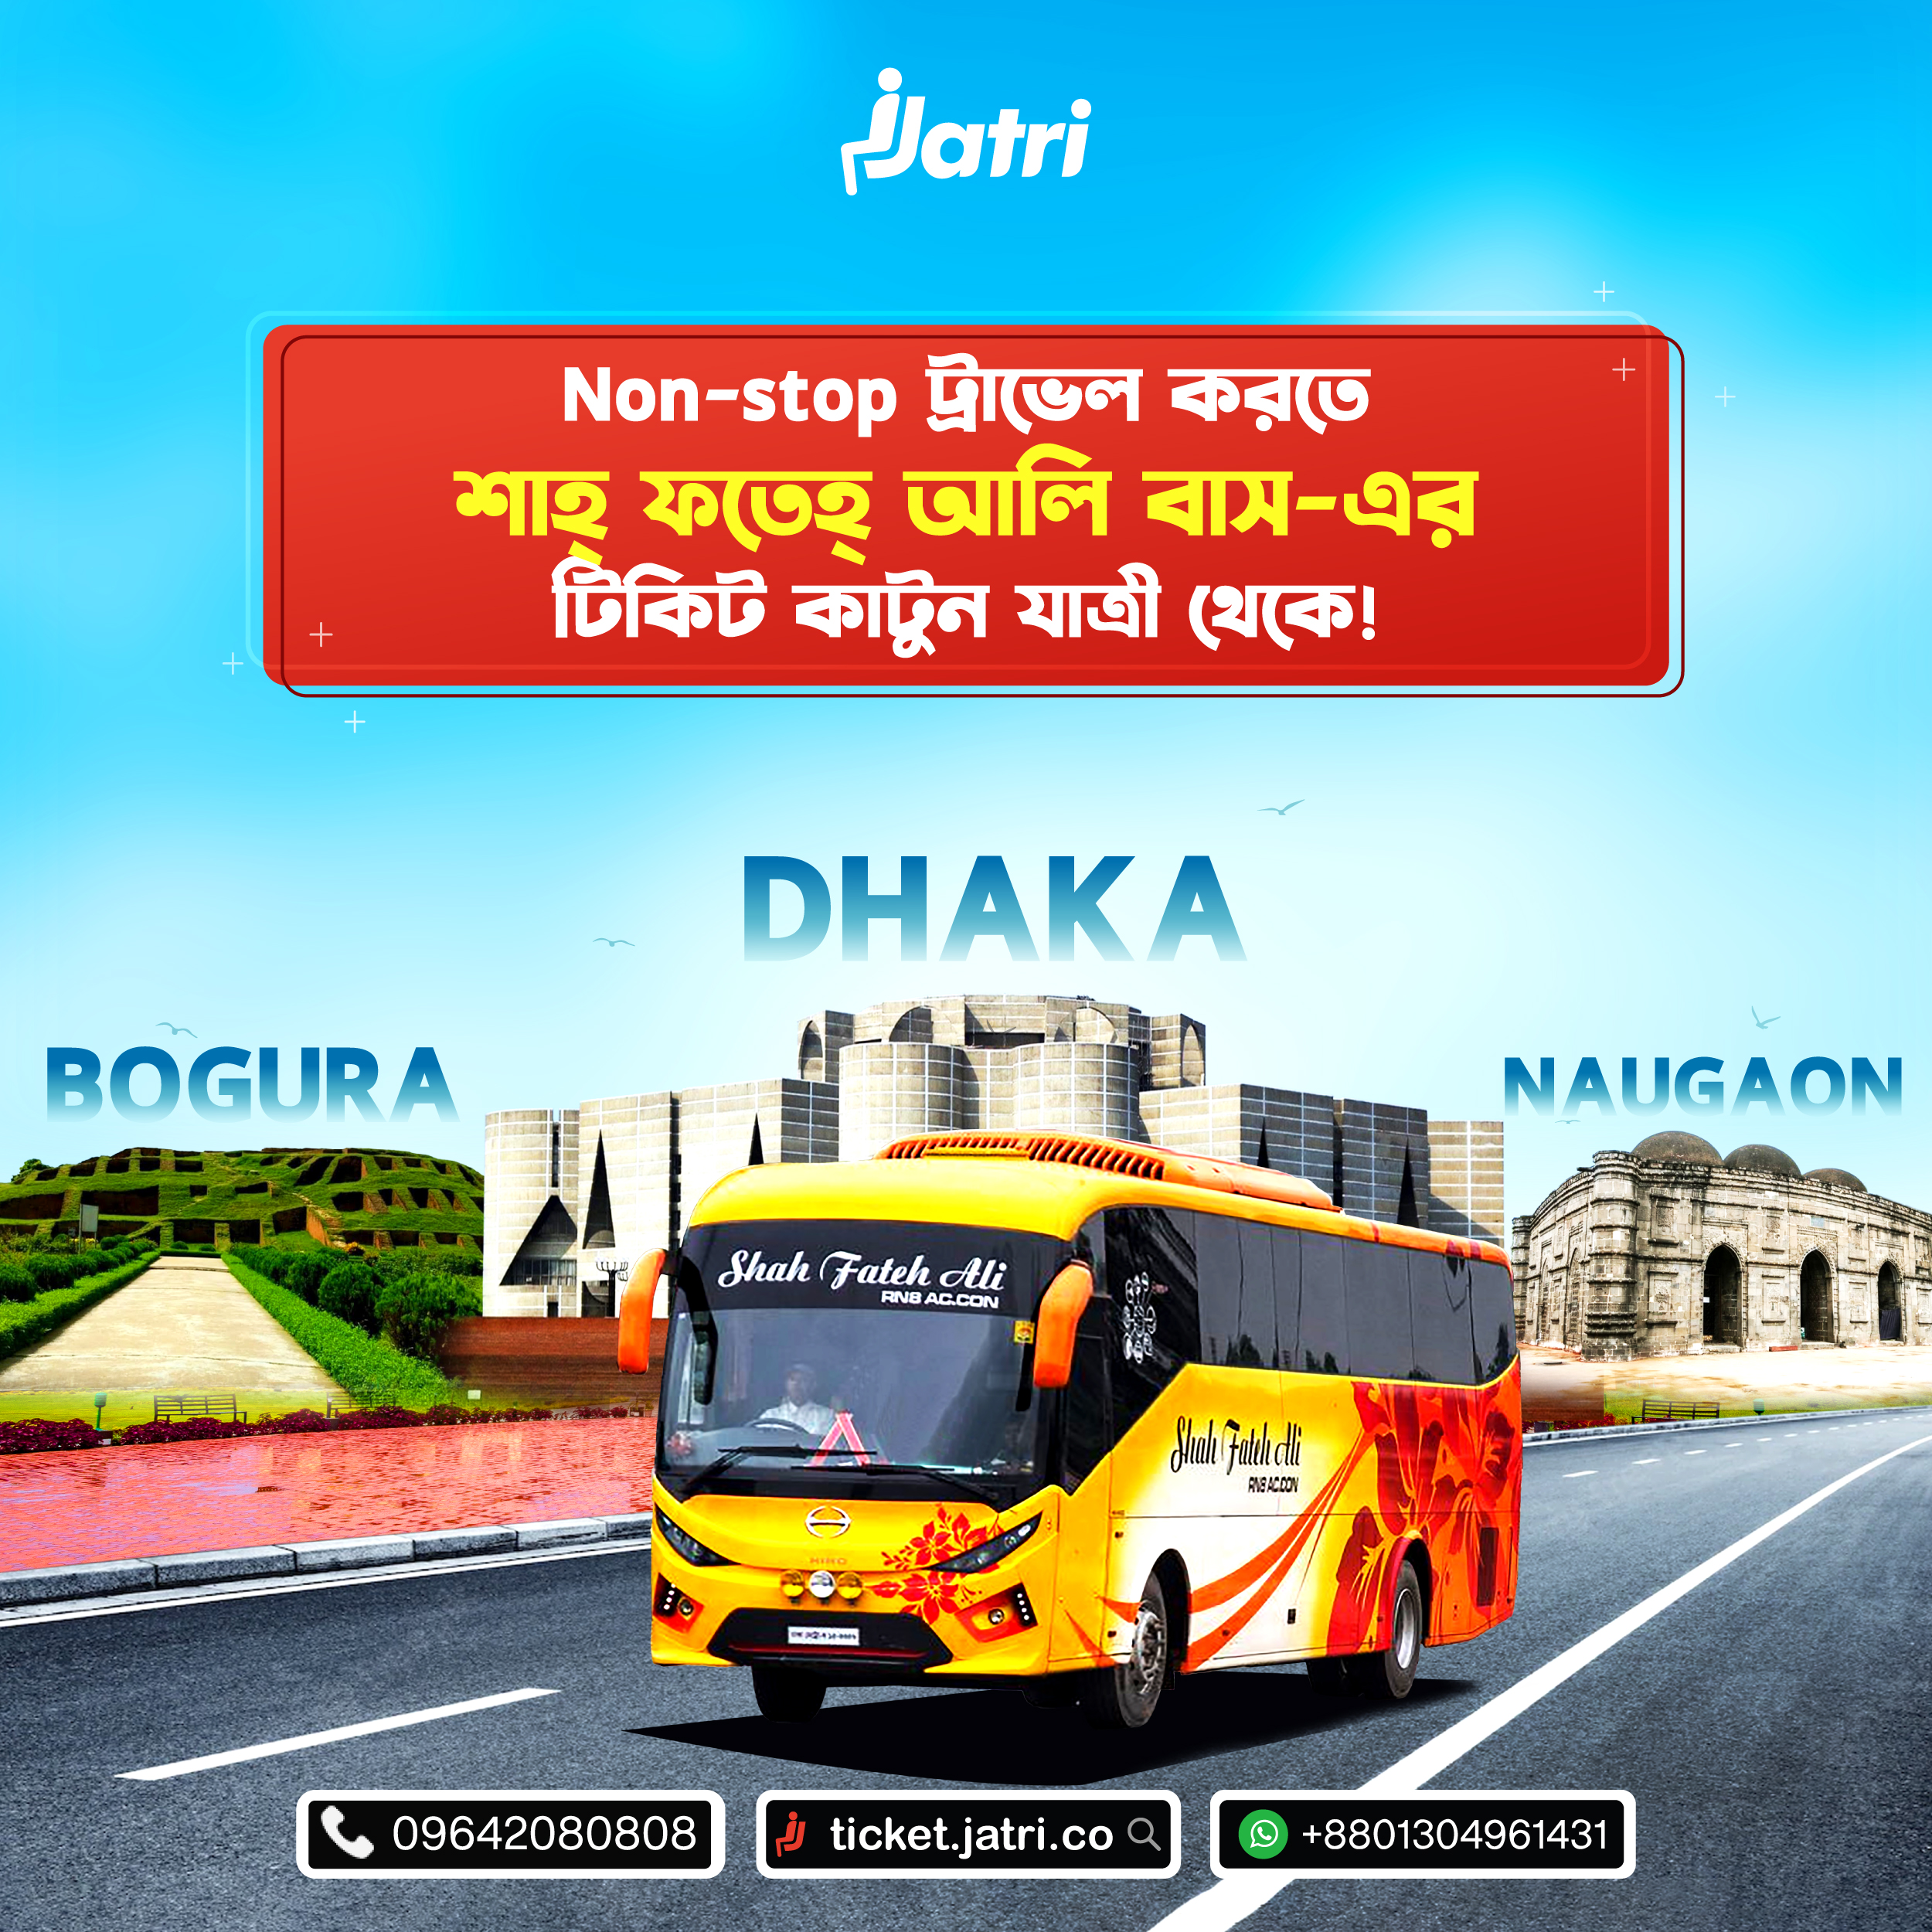 Jatri
Non-stop ট্রাভেল করতে
শাহ্ ফতেহ্ আলি বাস-এর
টিকিট কাটুন যাত্রী থেকে!
DHAKA
BOGURA
NAUGAON
Shah Fateh Ali
RN8 AC.CON
Shah Fateh Ali
RN8 AC.CON
HINO
09642080808
ticket.jatri.co
+8801304961431